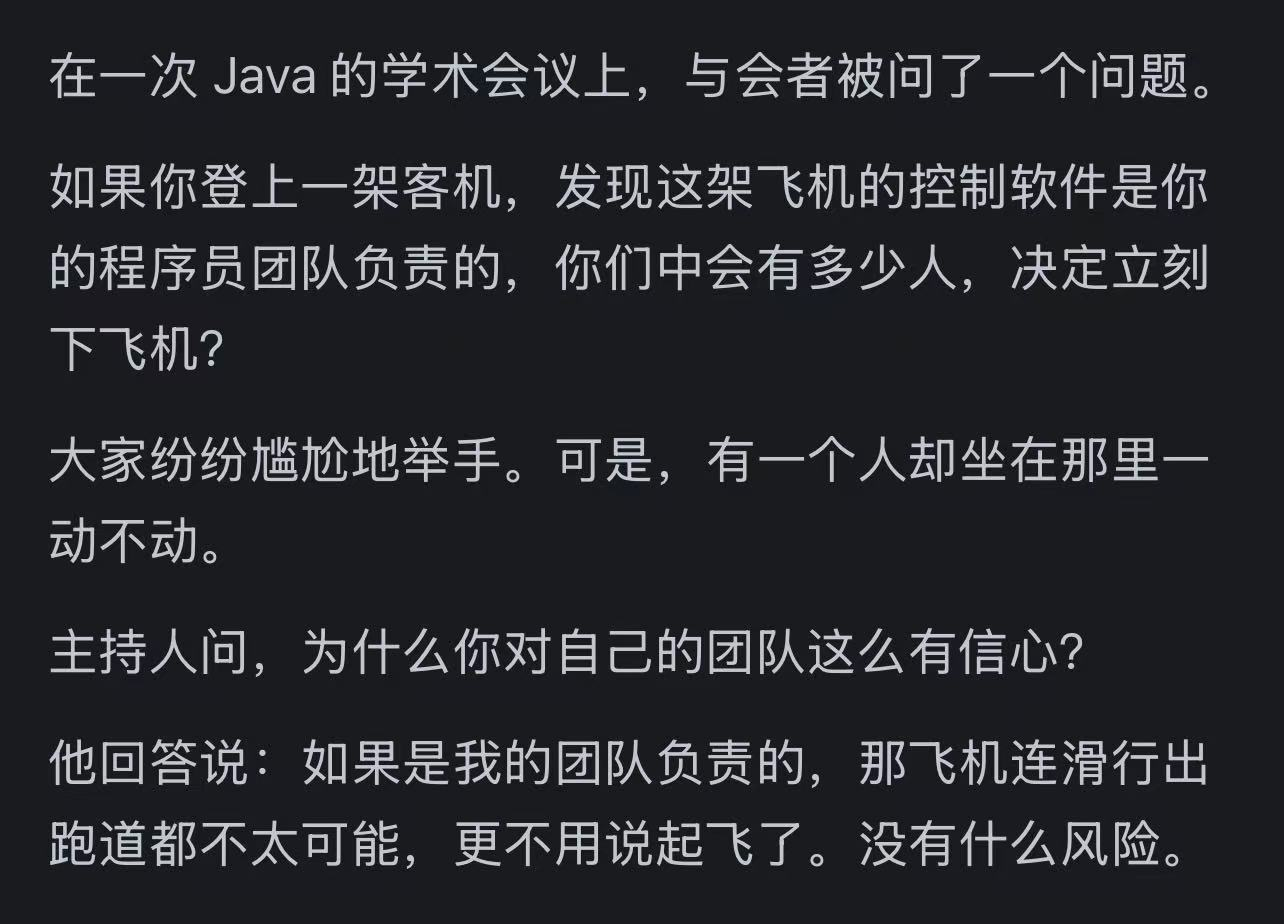 在一次 Java 的学术会议上，与会者被问了一个问题。
如果你登上一架客机，发现这架飞机的控制软件是你
的程序员团队负责的，你们中会有多少人，决定立刻
下飞机？
大家纷纷尴尬地举手。可是，有一个人却坐在那里一
动不动。
主持人问，为什么你对自己的团队这么有信心？
他回答说：如果是我的团队负责的，那飞机连滑行出
跑道都不太可能，更不用说起飞了。没有什么风险。